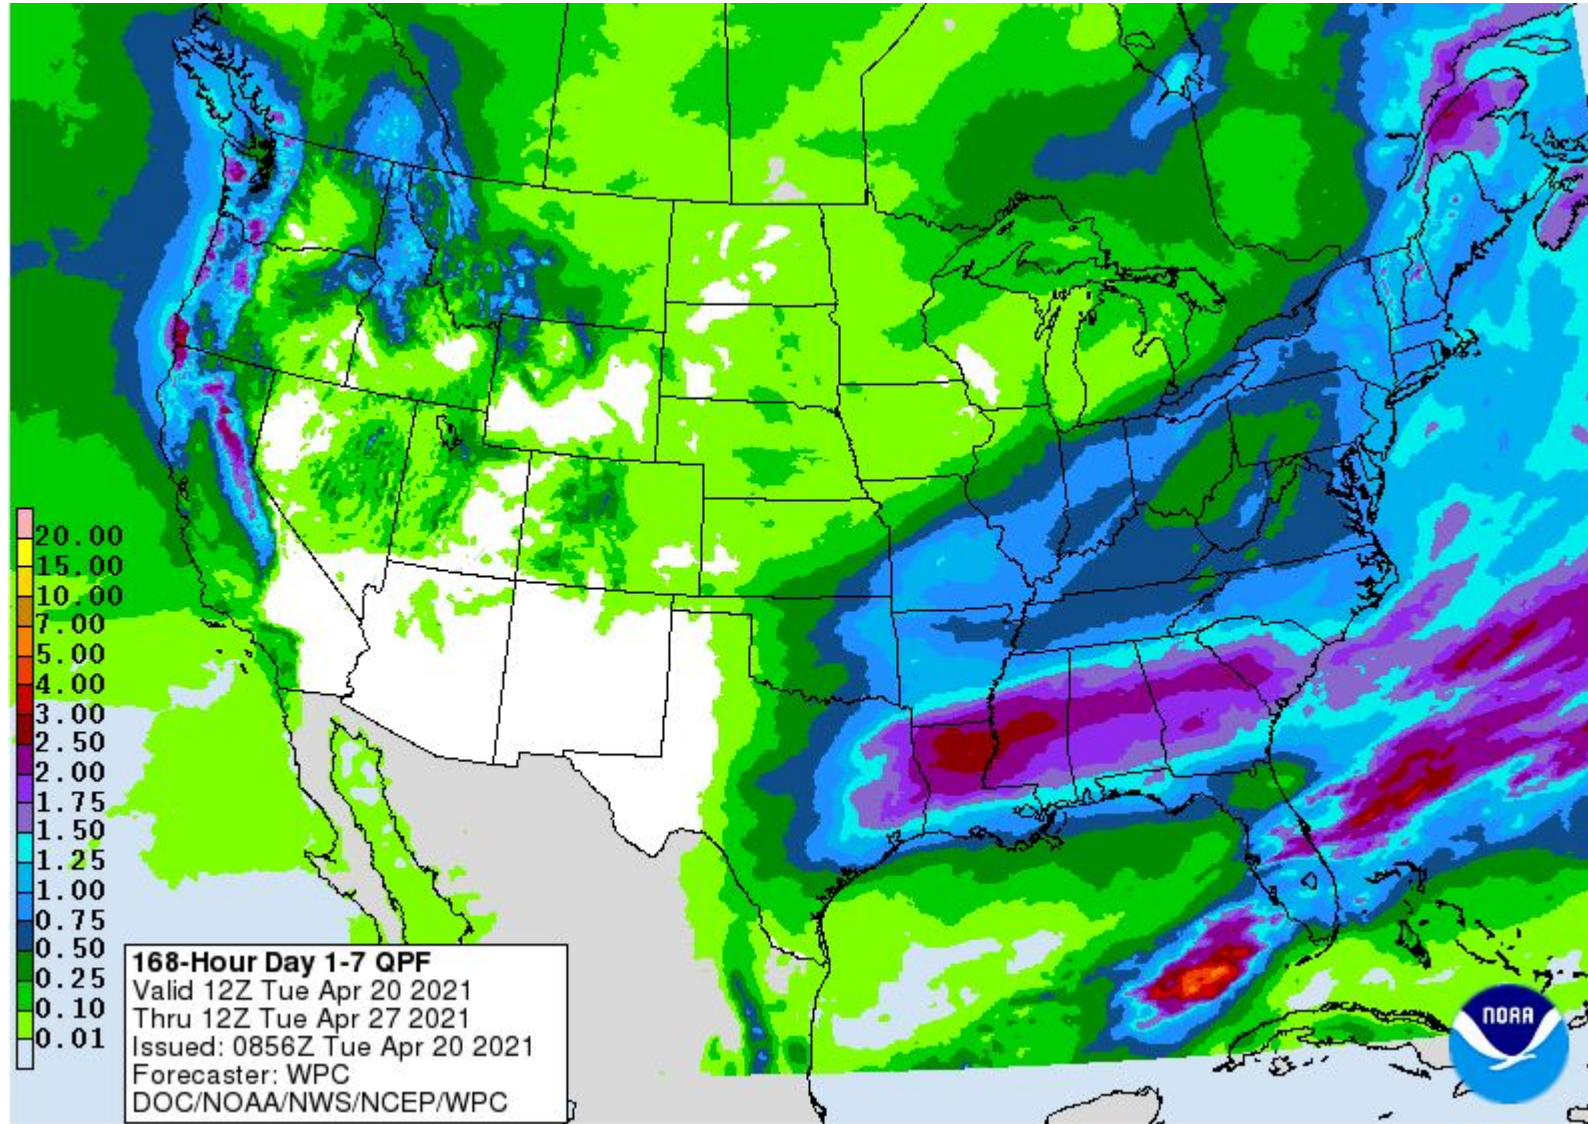 20.00
15.00
10.00
7.00
5.00
4.00
3.00
2.50
2.00
1.75
1.50
1.25
1.00
0.75
0.50
0.25
0.10
0.01
168-Hour Day 1-7 QPF
Valid 12Z Tue Apr 20 2021
Thru 12Z Tue Apr 27 2021
Issued: 0856Z Tue Apr 20 2021
Forecaster: WPC
DOC/NOAA/NWS/NCEP/WPC
NOAA